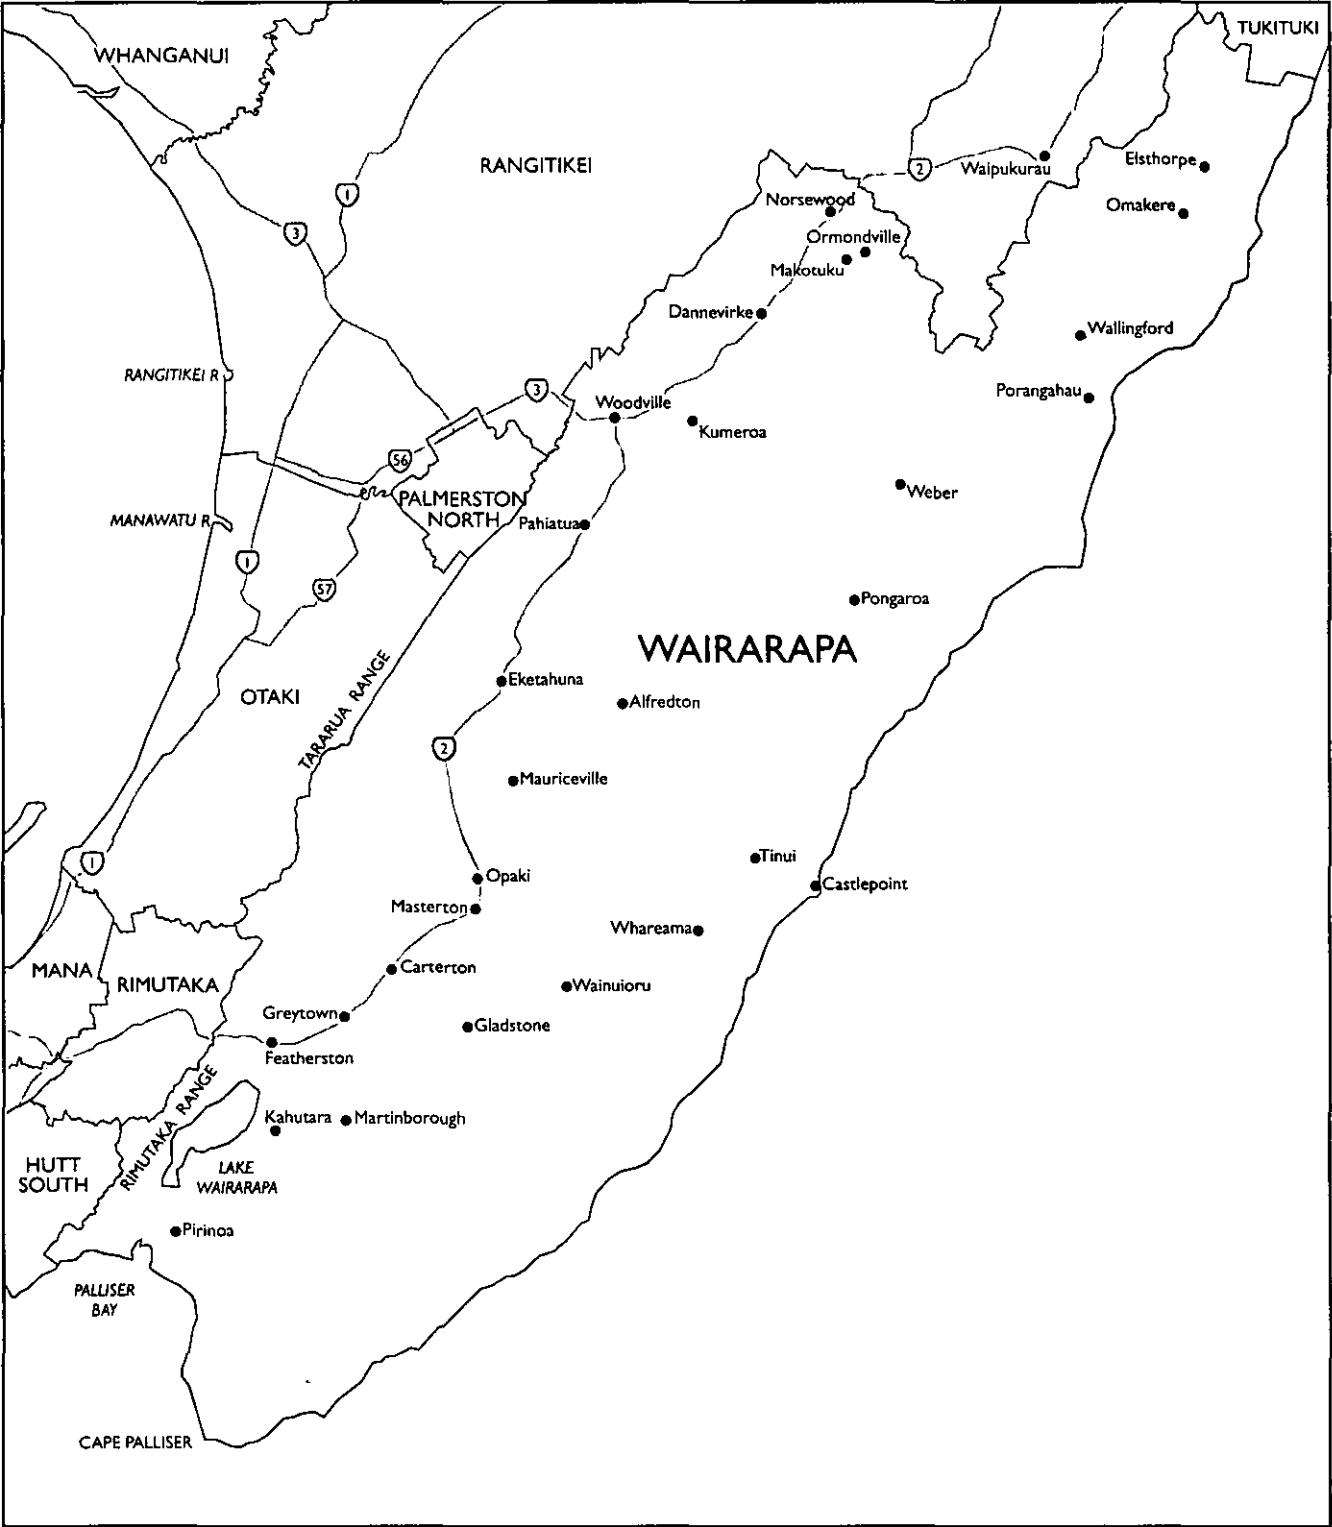 TUKITUKI
WHANGANUI
RANGITIKEI
2
Waipukurau
Elsthorpe
1
Norsewood
Omakere
3
Ormondville
Makotuku
Dannevirke
Wallingford
RANGITIKEI R
3
Woodville
Porangahau
Kumeroa
56
PALMERSTON
NORTH
Weber
MANAWATU R
Pahiatua
1
57
Pongaroa
WAIRARAPA
TARARUA RANGE
OTAKI
Eketahuna
Alfredton
2
Mauriceville
1
Tinui
Opaki
Castlepoint
Masterton
Whareama
MANA
RIMUTAKA
Carterton
Wainuioru
Greytown
Gladstone
Featherston
RIMUTAKA RANGE
Kahutara
Martinborough
HUTT
SOUTH
LAKE
WAIRARAPA
Pirinoa
PALLISER
BAY
CAPE PALLISER